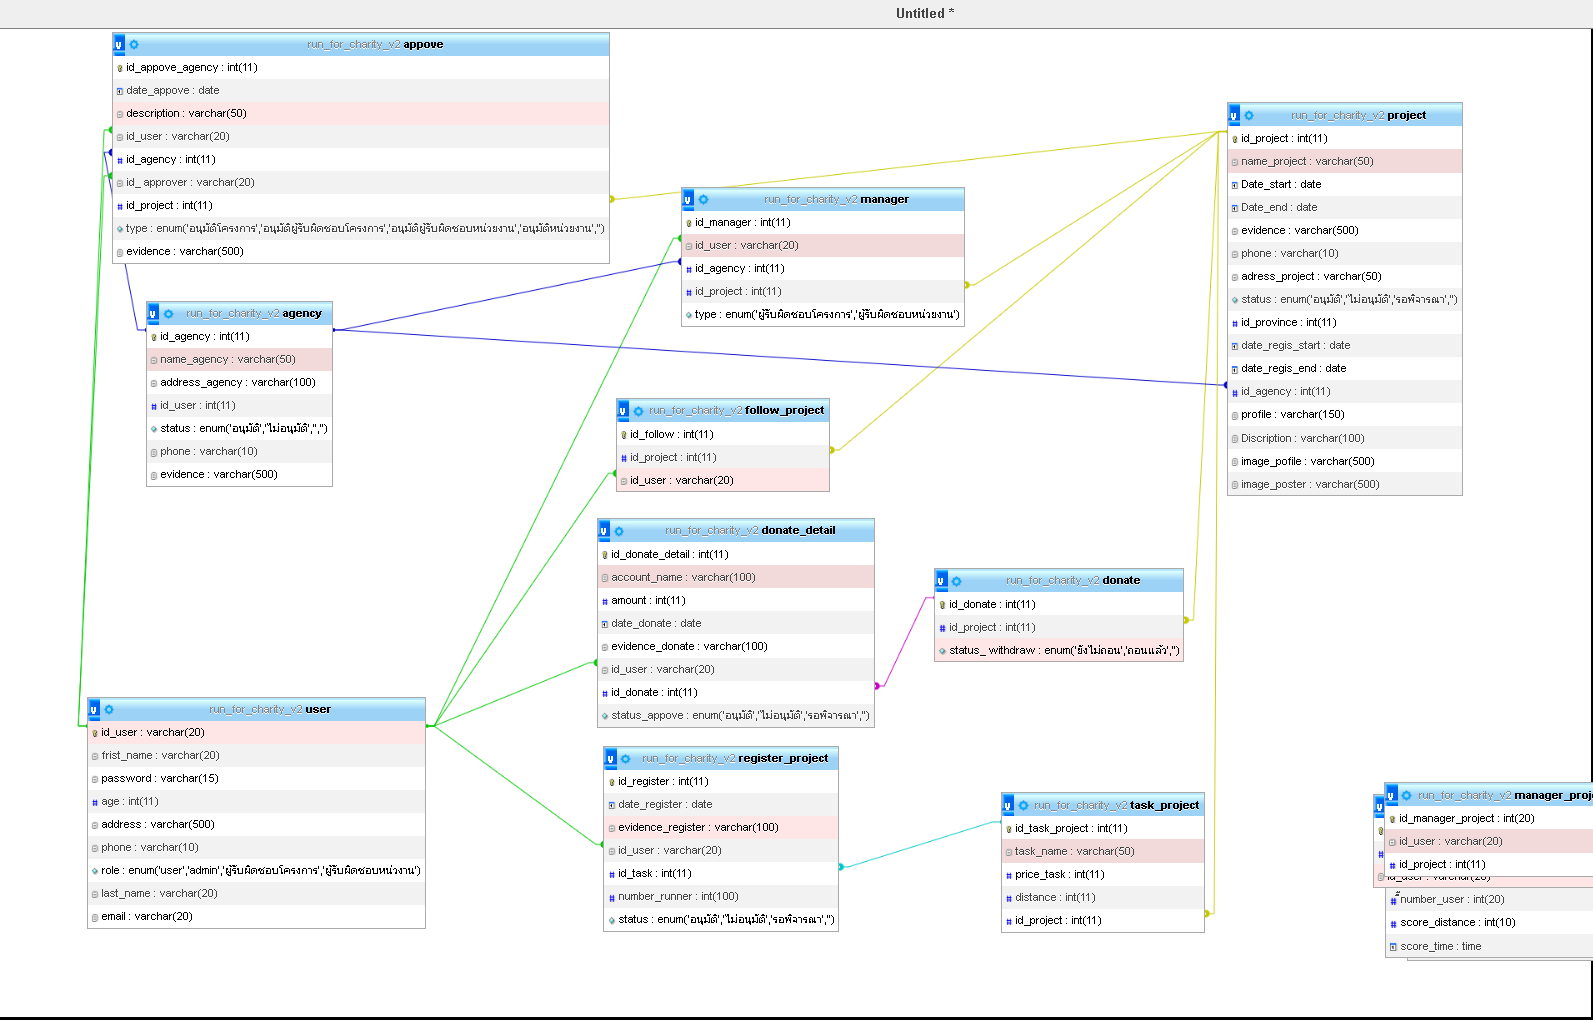 Untitled *
run_for_charity_v2 appove
id_appove_agency : int(11)
date_appove : date
description : varchar(50)
id_user : varchar(20)
id_agency : int(11)
id_ approver : varchar(20)
id_project : int(11)
type : enum('อนุมัติโครงการ','อนุมัติผู้รับผิดชอบโครงการ','อนุมัติผู้รับผิดชอบหน่วยงาน','อนุมัติหน่วยงาน','')
evidence : varchar(500)
run_for_charity_v2 project
id_project : int(11)
name_project : varchar(50)
Date_start : date
Date_end : date
evidence : varchar(500)
phone : varchar(10)
adress_project : varchar(50)
status : enum('อนุมัติ','ไม่อนุมัติ','รอพิจารณา','')
id_province : int(11)
date_regis_start : date
date_regis_end : date
id_agency : int(11)
profile : varchar(150)
Discription : varchar(100)
image_pofile : varchar(500)
image_poster : varchar(500)
run_for_charity_v2 manager
id_manager : int(11)
id_user : varchar(20)
id_agency : int(11)
id_project : int(11)
type : enum('ผู้รับผิดชอบโครงการ','ผู้รับผิดชอบหน่วยงาน')
run_for_charity_v2 agency
id_agency : int(11)
name_agency : varchar(50)
address_agency : varchar(100)
id_user : int(11)
status : enum('อนุมัติ','ไม่อนุมัติ','','')
phone : varchar(10)
evidence : varchar(500)
run_for_charity_v2 follow_project
id_follow : int(11)
id_project : int(11)
id_user : varchar(20)
run_for_charity_v2 donate_detail
id_donate_detail : int(11)
account_name : varchar(100)
amount : int(11)
date_donate : date
evidence_donate : varchar(100)
id_user : varchar(20)
id_donate : int(11)
status_appove : enum('อนุมัติ','ไม่อนุมัติ','รอพิจารณา','')
run_for_charity_v2 donate
id_donate : int(11)
id_project : int(11)
status_ withdraw : enum('ยังไม่ถอน','ถอนแล้ว','')
run_for_charity_v2 user
id_user : varchar(20)
frist_name : varchar(20)
password : varchar(15)
age : int(11)
address : varchar(500)
phone : varchar(10)
role : enum('user','admin','ผู้รับผิดชอบโครงการ','ผู้รับผิดชอบหน่วงาน')
last_name : varchar(20)
email : varchar(20)
run_for_charity_v2 register_project
id_register : int(11)
date_register : date
evidence_register : varchar(100)
id_user : varchar(20)
id_task : int(11)
number_runner : int(100)
status : enum('อนุมัติ','ไม่อนุมัติ','รอพิจารณา','')
run_for_charity_v2 task_project
id_task_project : int(11)
task_name : varchar(50)
price_task : int(11)
distance : int(11)
id_project : int(11)
run_for_charity_v2 manager_proj
id_manager_project : int(20)
id_user : varchar(20)
id_project : int(11)
number_user : int(20)
score_distance : int(10)
score_time : time